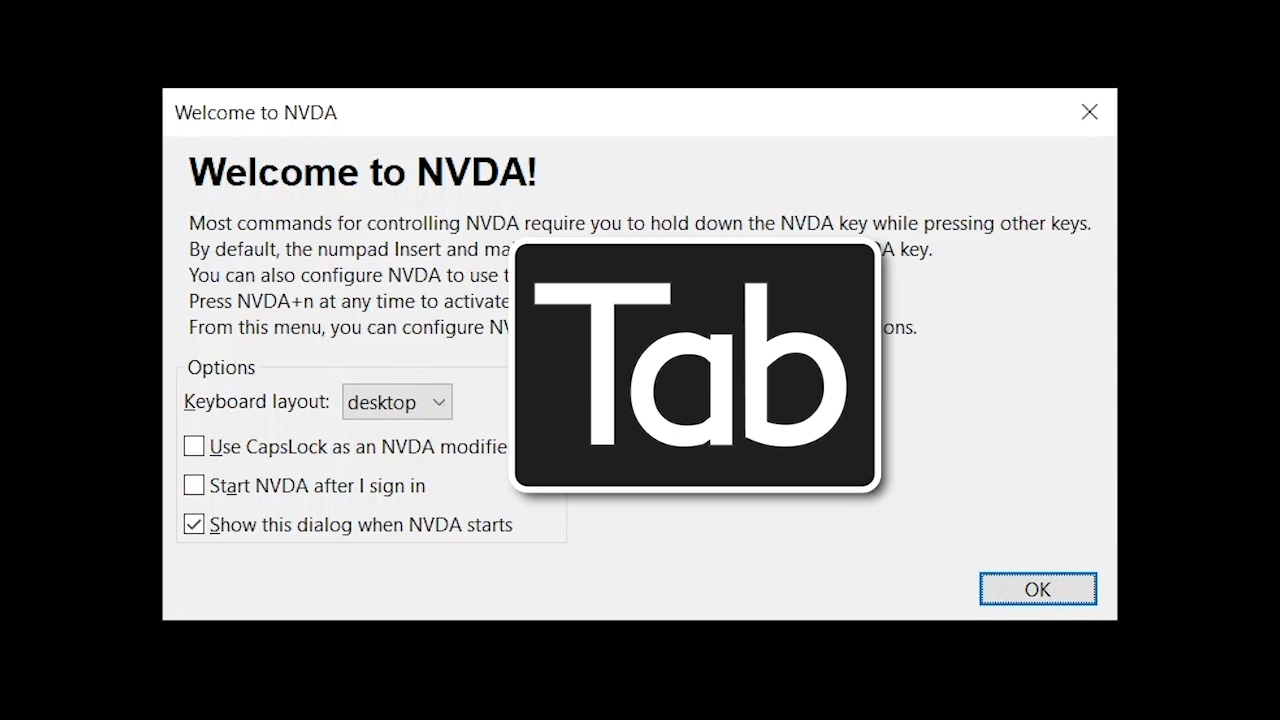 Welcome to NVDA
Welcome to NVDA!
Most commands for controlling NVDA require you to hold down the NVDA key while pressing other keys.
By default, the numpad Insert and ma A key.
You can also configure NVDA to use t
Press NVDA+n at any time to activate
From this menu, you can configure NV ons.
Tab
Options
Keyboard layout: desktop
Use CapsLock as an NVDA modifie
Start NVDA after I sign in
Show this dialog when NVDA starts
OK